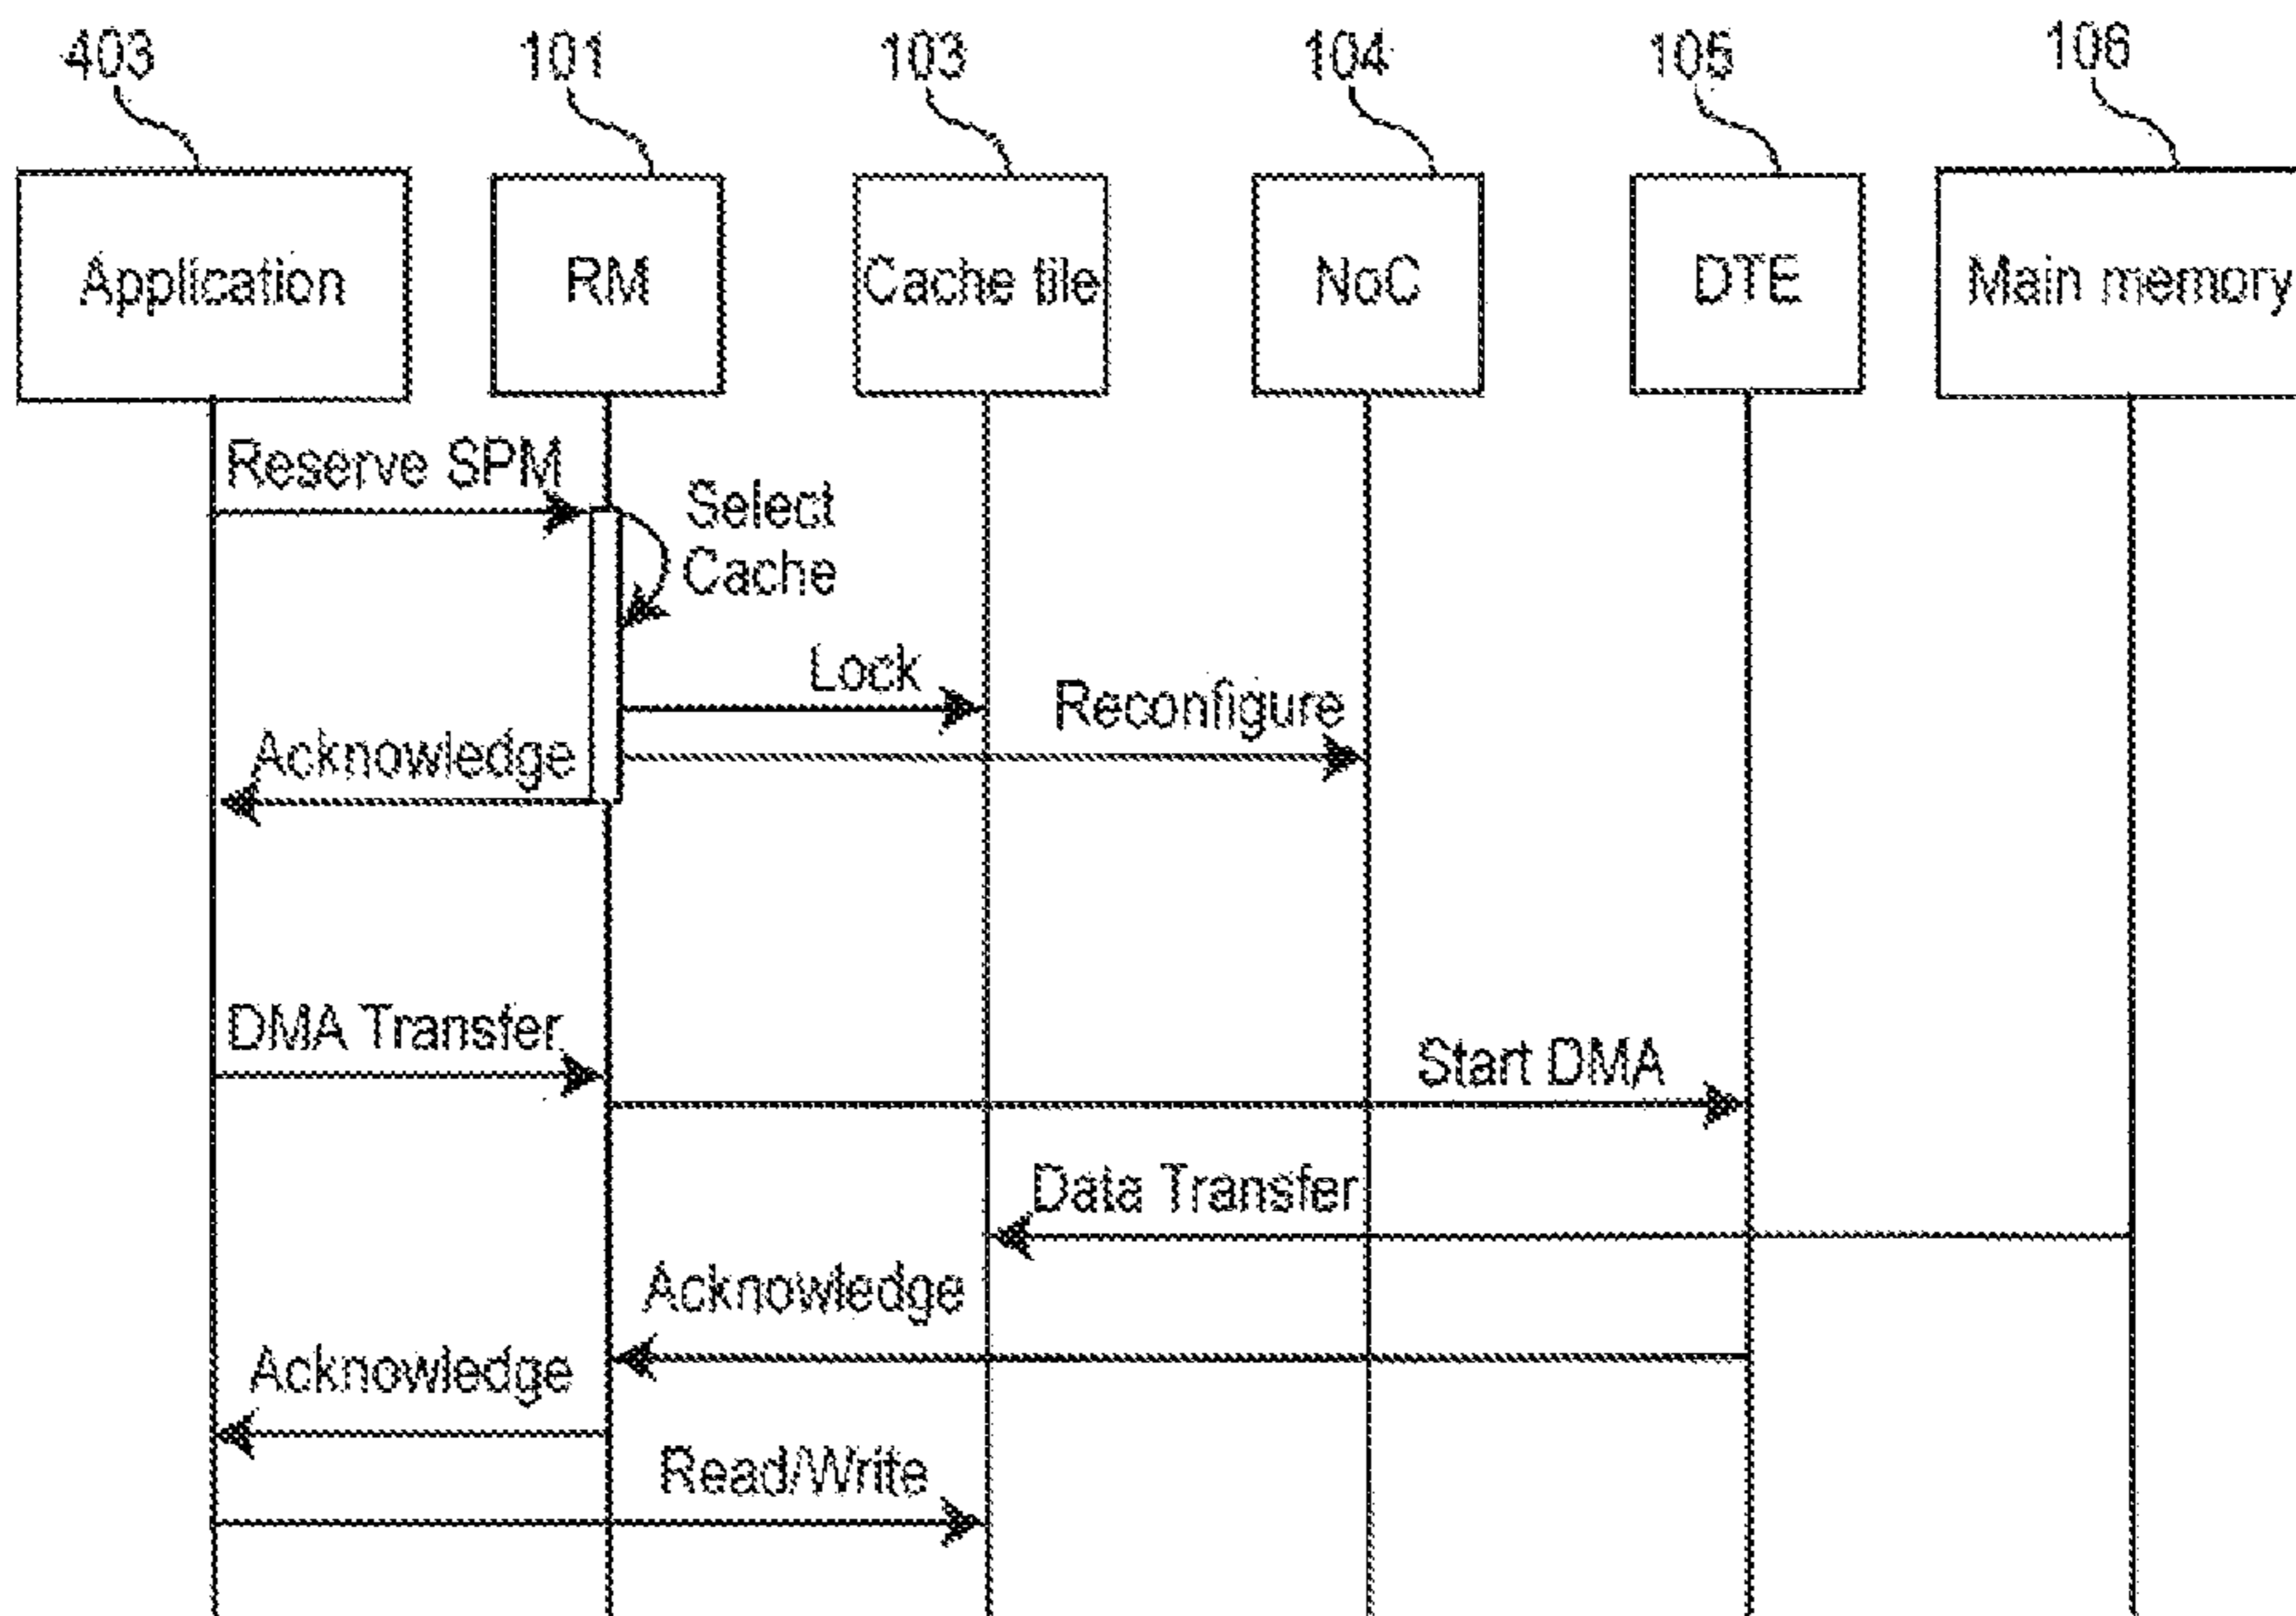 403 101 103 104 105 106
Application RM Cache tile NoC DTE Main memory
Reserve SPM
Select
Cache
Lock
Reconfigure
Acknowledge
DMA Transfer
Start DMA
Data Transfer
Acknowledge
Acknowledge
Read/Write